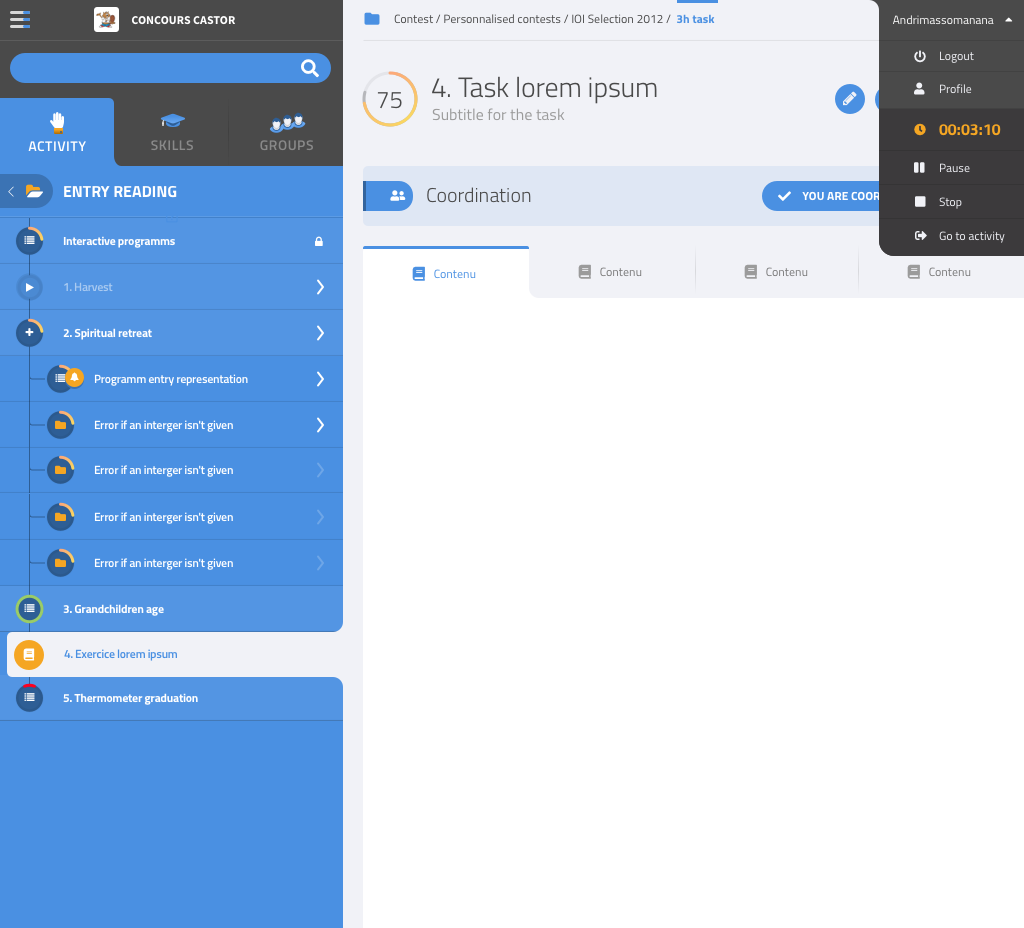 CONCOURS CASTOR
Contest / Personnalised contests / IOI Selection 2012 / 3h task
Andrimassomanana
Logout
Profile
00:03:10
Pause
Stop
Go to activity
ACTIVITY
SKILLS
GROUPS
75
4. Task lorem ipsum
Subtitle for the task
ENTRY READING
Coordination
YOU ARE COOR
Interactive programms
1. Harvest
2. Spiritual retreat
Programm entry representation
Error if an interger isn't given
Error if an interger isn't given
Error if an interger isn't given
Error if an interger isn't given
3. Grandchildren age
4. Exercice lorem ipsum
5. Thermometer graduation
Contenu
Contenu
Contenu
Contenu